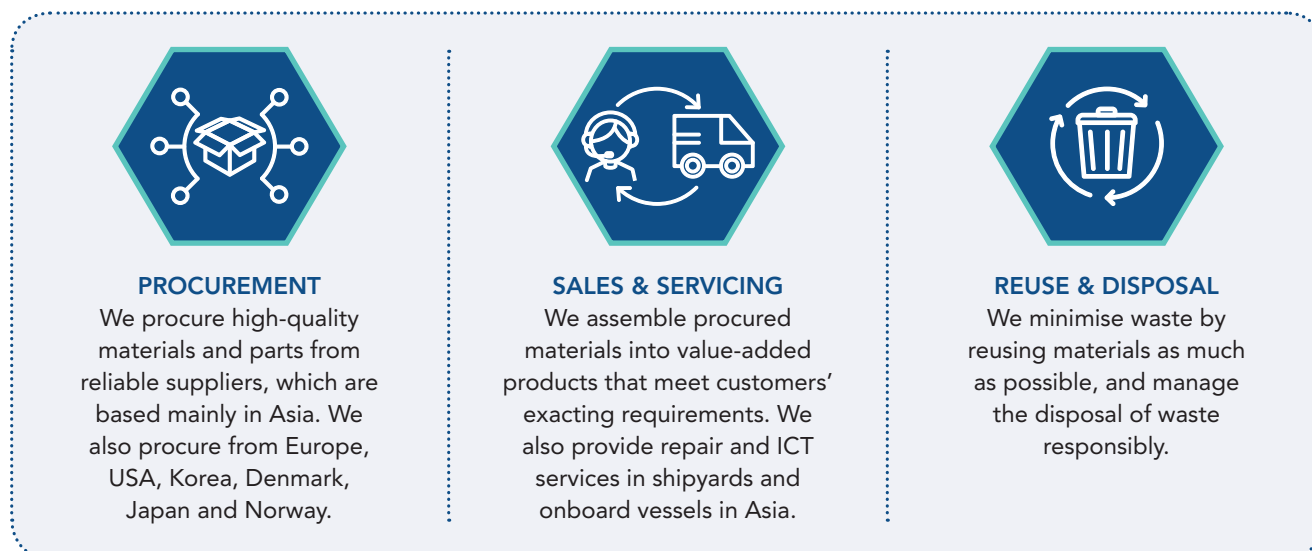 PROCUREMENT
We procure high-quality
materials and parts from
reliable suppliers, which are
based mainly in Asia. We
also procure from Europe,
USA, Korea, Denmark,
Japan and Norway.
SALES & SERVICING
We assemble procured
materials into value-added
products that meet customers’
exacting requirements. We
also provide repair and ICT
services in shipyards and
onboard vessels in Asia.
REUSE & DISPOSAL
We minimise waste by
reusing materials as much
as possible, and manage
the disposal of waste
responsibly.